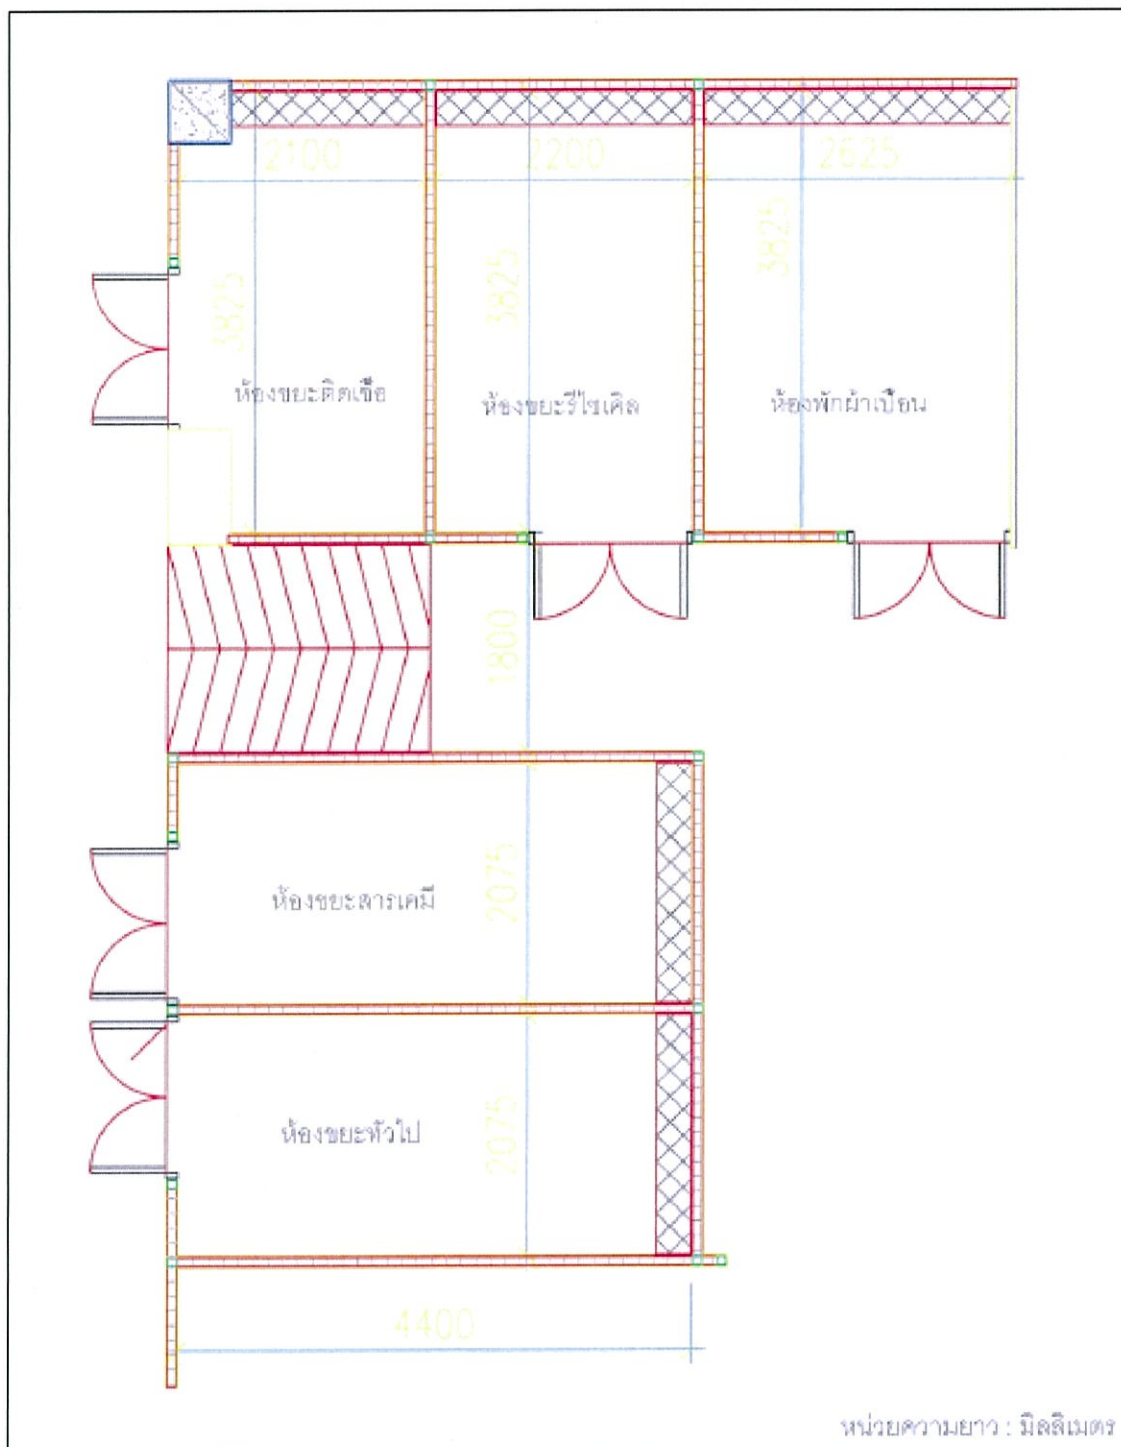 2100
2200
2625
3825
3825
3825
ห้องขยะติดเชื้อ
ห้องขยะรีไซเคิล
ห้องพักผ้าเปื้อน
1800
ห้องขยะสารเคมี
2075
ห้องขยะทั่วไป
2075
4400
หน่วยความยาว : มิลลิเมตร